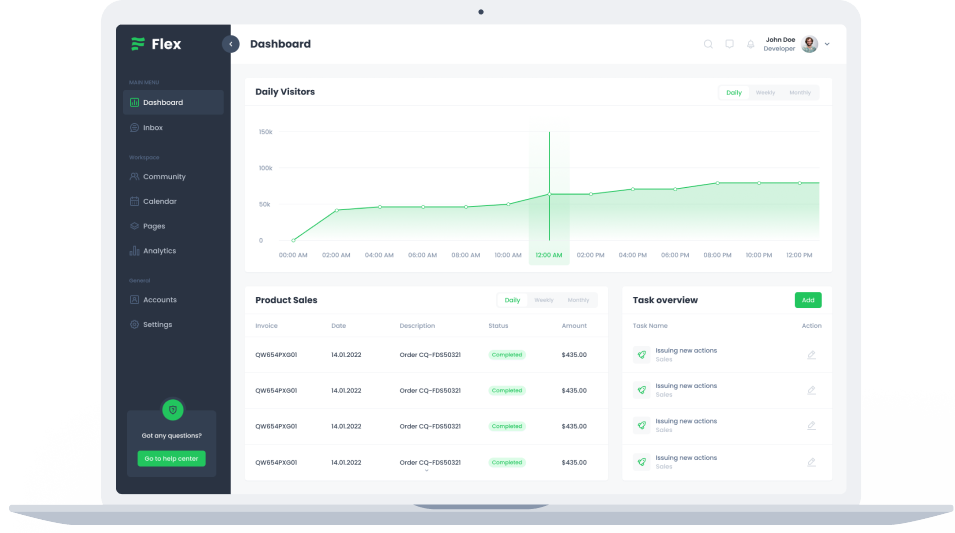 Flex
MAIN MENU
Dashboard
Inbox
Workspace
Community
Calendar
Pages
Analytics
General
Accounts
Settings
Got any questions?
Go to help center
Dashboard
John Doe
Developer
Daily Visitors
Daily Weekly Monthly
150k
100k
50k
0
00:00 AM 02:00 AM 04:00 AM 06:00 AM 08:00 AM 10:00 AM 12:00 AM 02:00 PM 04:00 PM 06:00 PM 08:00 PM 10:00 PM 12:00 PM
Product Sales
Daily Weekly Monthly
Invoice Date Description Status Amount
QW654PXG01 14.01.2022 Order CQ-FDS50321 Completed $435.00
QW654PXG01 14.01.2022 Order CQ-FDS50321 Completed $435.00
QW654PXG01 14.01.2022 Order CQ-FDS50321 Completed $435.00
QW654PXG01 14.01.2022 Order CQ-FDS50321 Completed $435.00
Task overview
Add
Task Name Action
Issuing new actions
Sales
Issuing new actions
Sales
Issuing new actions
Sales
Issuing new actions
Sales